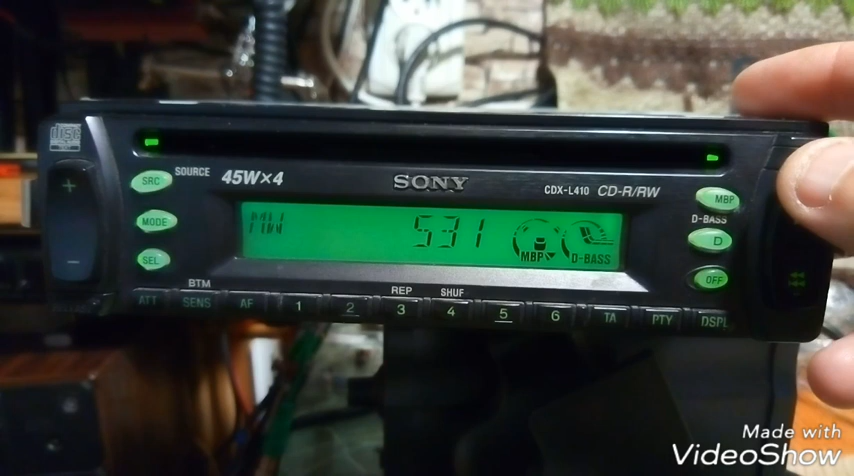 disc
SRC SOURCE 45W×4 SONY CDX-L410 CD-R/RW MBP
+
MODE MW 531 MBP D-BASS D-BASS D
−
SEL OFF
BTM REP SHUF
ATT SENS AF 1 2 3 4 5 6 TA PTY DSPL
Made with
VideoShow